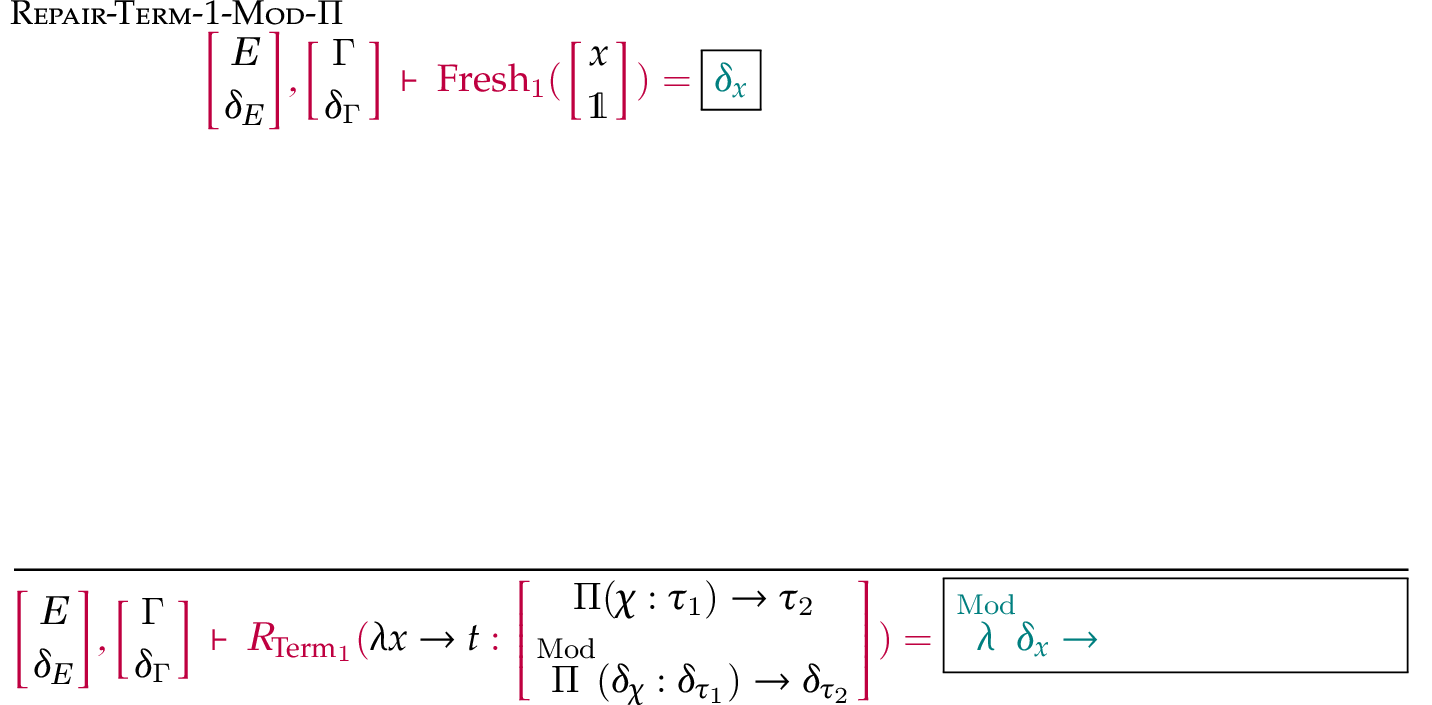 Repair-Term-1-Mod-Π
[E δ_E], [Γ δ_Γ] ⊢ Fresh₁([x 𝟙]) = δ_x
[E δ_E], [Γ δ_Γ] ⊢ R_Term₁(λx → t : [Π(χ : τ₁) → τ₂ Mod Π (δ_χ : δ_τ₁) → δ_τ₂]) = Mod λ δ_x →